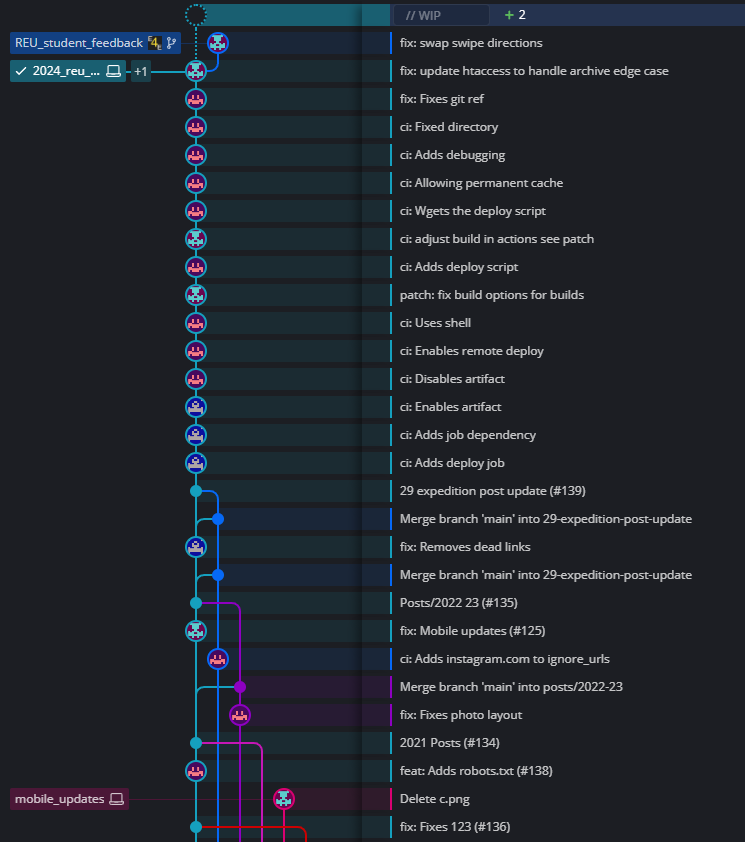 // WIP + 2
REU_student_feedback fix: swap swipe directions
2024_reu_... +1 fix: update htaccess to handle archive edge case
fix: Fixes git ref
ci: Fixed directory
ci: Adds debugging
ci: Allowing permanent cache
ci: Wgets the deploy script
ci: adjust build in actions see patch
ci: Adds deploy script
patch: fix build options for builds
ci: Uses shell
ci: Enables remote deploy
ci: Disables artifact
ci: Enables artifact
ci: Adds job dependency
ci: Adds deploy job
29 expedition post update (#139)
Merge branch 'main' into 29-expedition-post-update
fix: Removes dead links
Merge branch 'main' into 29-expedition-post-update
Posts/2022 23 (#135)
fix: Mobile updates (#125)
ci: Adds instagram.com to ignore_urls
Merge branch 'main' into posts/2022-23
fix: Fixes photo layout
2021 Posts (#134)
feat: Adds robots.txt (#138)
mobile_updates Delete c.png
fix: Fixes 123 (#136)